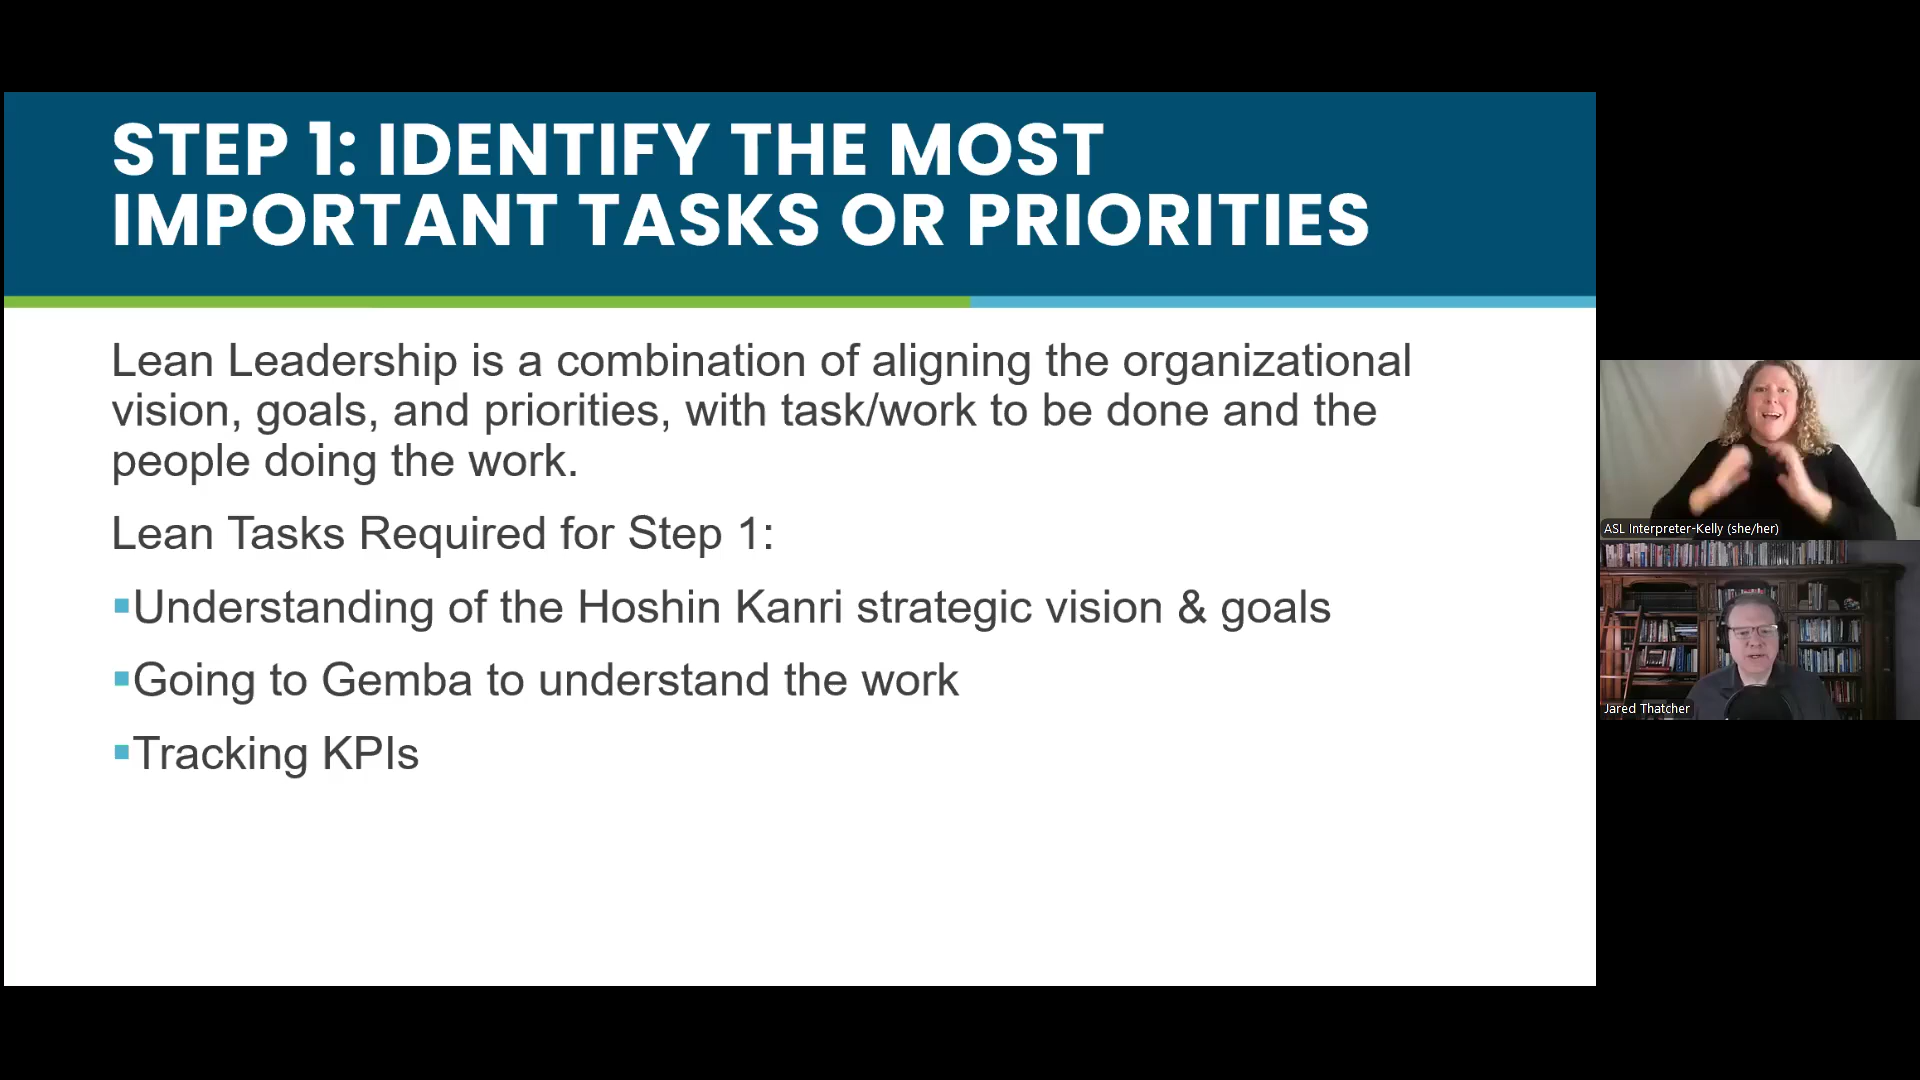 STEP 1: IDENTIFY THE MOST
IMPORTANT TASKS OR PRIORITIES
Lean Leadership is a combination of aligning the organizational
vision, goals, and priorities, with task/work to be done and the
people doing the work.
Lean Tasks Required for Step 1:
▪Understanding of the Hoshin Kanri strategic vision & goals
▪Going to Gemba to understand the work
▪Tracking KPIs
ASL Interpreter-Kelly (she/her)
Jared Thatcher